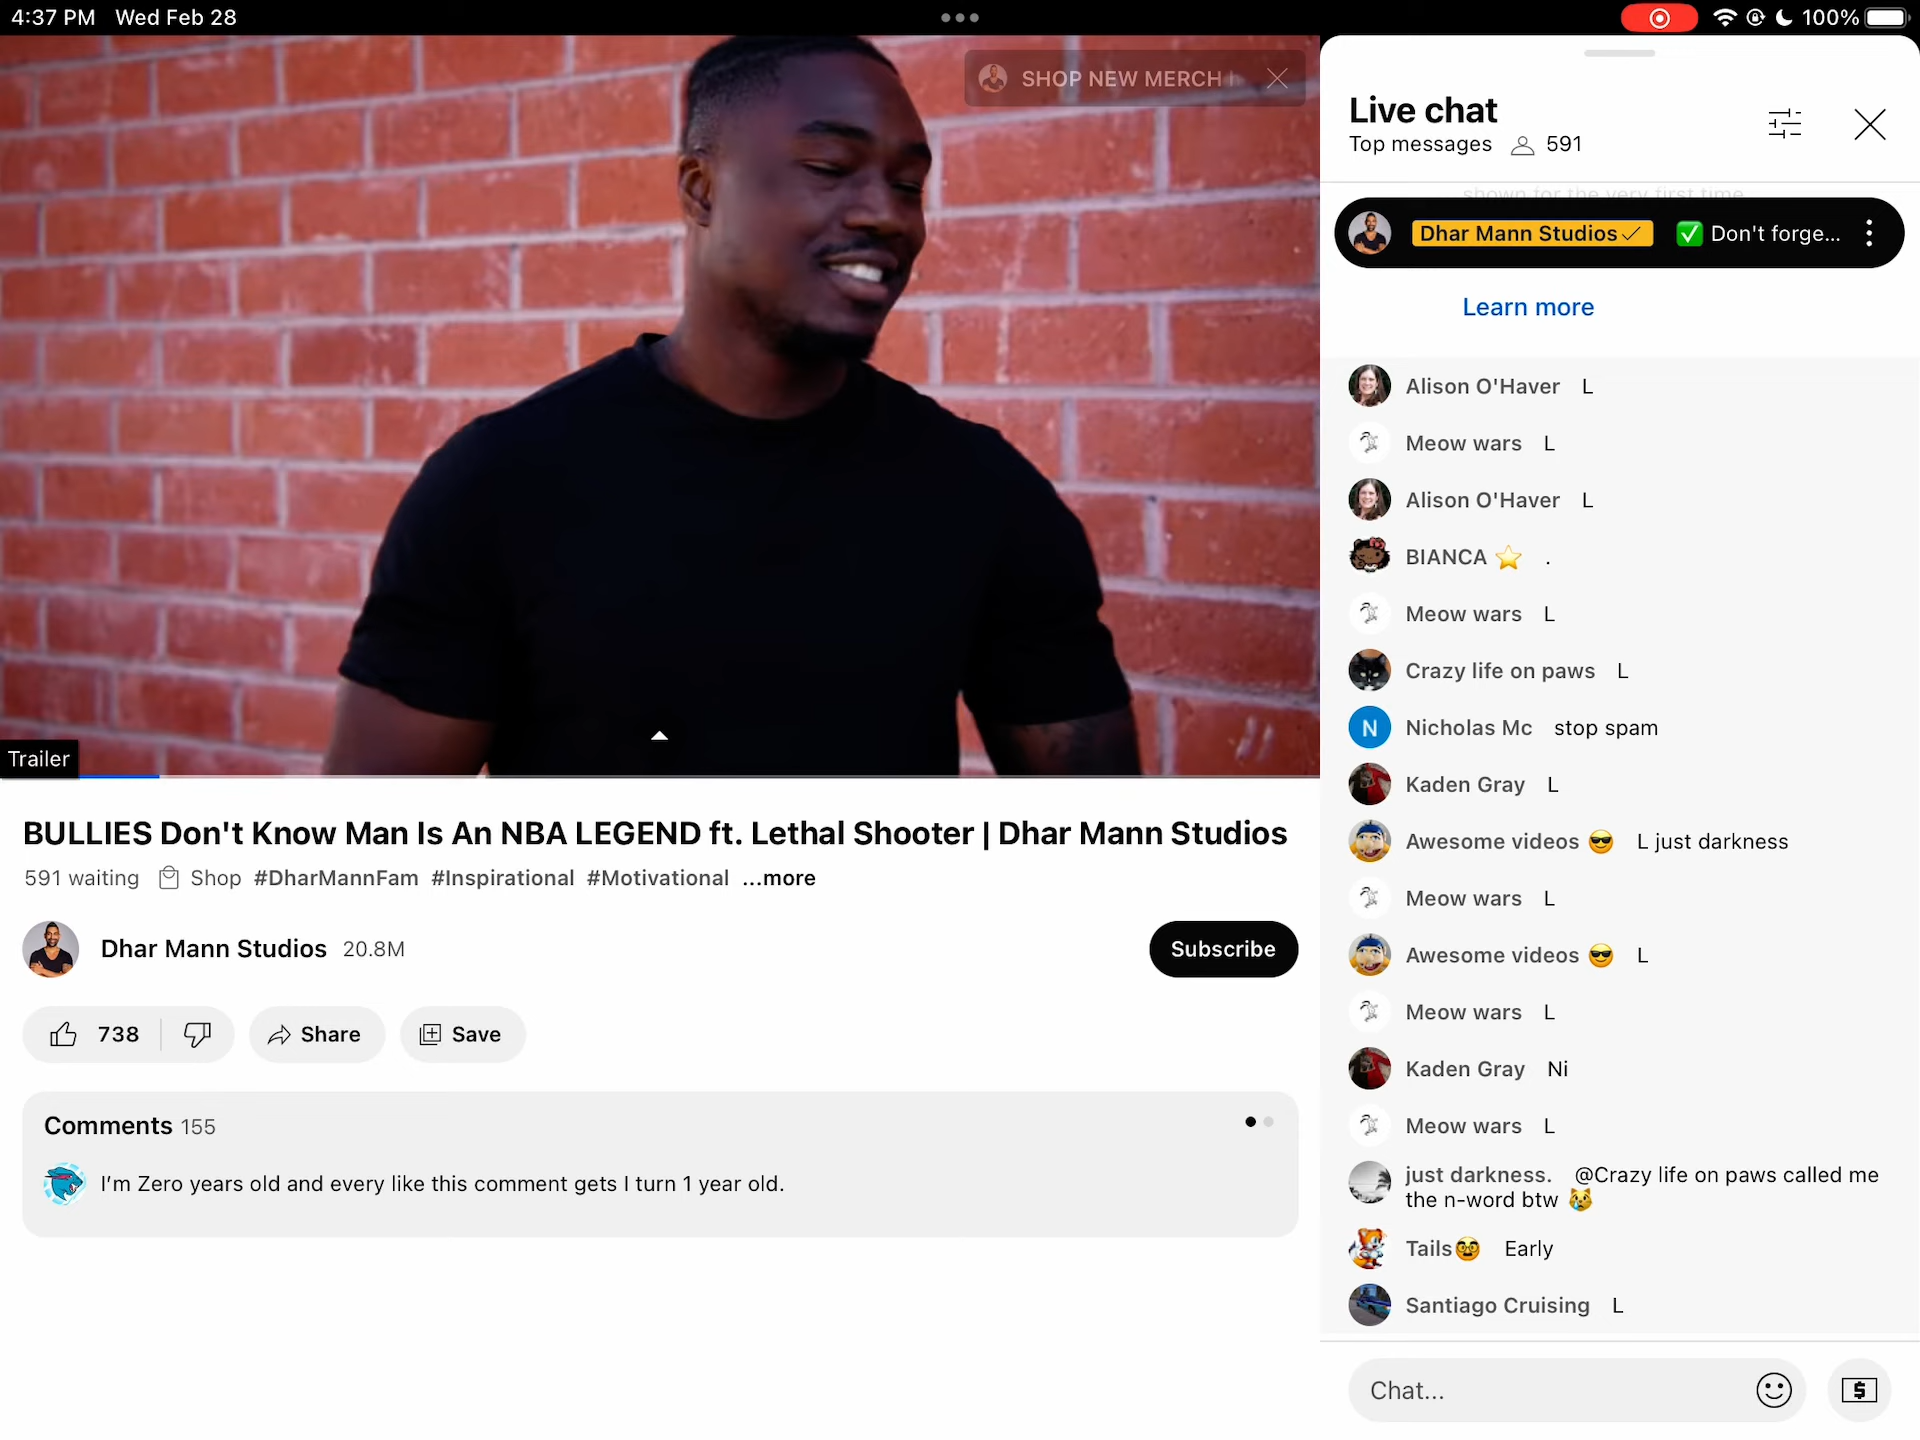 4:37 PM Wed Feb 28
100%
SHOP NEW MERCH
Trailer
BULLIES Don't Know Man Is An NBA LEGEND ft. Lethal Shooter | Dhar Mann Studios
591 waiting Shop #DharMannFam #Inspirational #Motivational ...more
Dhar Mann Studios 20.8M
Subscribe
738 Share Save
Comments 155
I'm Zero years old and every like this comment gets I turn 1 year old.
Live chat
Top messages 591
shown for the very first time
Dhar Mann Studios✓ ✅ Don't forge...
Learn more
Alison O'Haver L
Meow wars L
Alison O'Haver L
BIANCA ⭐ .
Meow wars L
Crazy life on paws L
N Nicholas Mc stop spam
Kaden Gray L
Awesome videos 😎 L just darkness
Meow wars L
Awesome videos 😎 L
Meow wars L
Kaden Gray Ni
Meow wars L
just darkness. @Crazy life on paws called me
the n-word btw 😿
Tails🥸 Early
Santiago Cruising L
Chat...
$